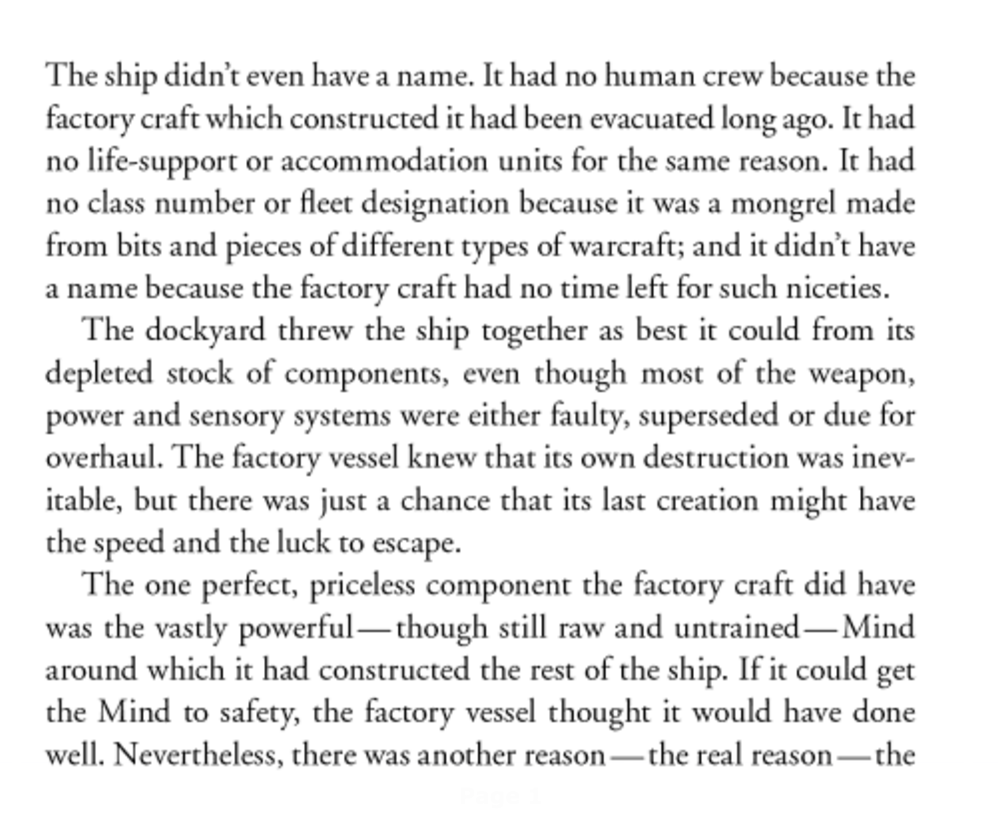 The ship didn’t even have a name. It had no human crew because the
factory craft which constructed it had been evacuated long ago. It had
no life-support or accommodation units for the same reason. It had
no class number or fleet designation because it was a mongrel made
from bits and pieces of different types of warcraft; and it didn’t have
a name because the factory craft had no time left for such niceties.
The dockyard threw the ship together as best it could from its
depleted stock of components, even though most of the weapon,
power and sensory systems were either faulty, superseded or due for
overhaul. The factory vessel knew that its own destruction was inev-
itable, but there was just a chance that its last creation might have
the speed and the luck to escape.
The one perfect, priceless component the factory craft did have
was the vastly powerful—though still raw and untrained—Mind
around which it had constructed the rest of the ship. If it could get
the Mind to safety, the factory vessel thought it would have done
well. Nevertheless, there was another reason—the real reason—the
Page 1